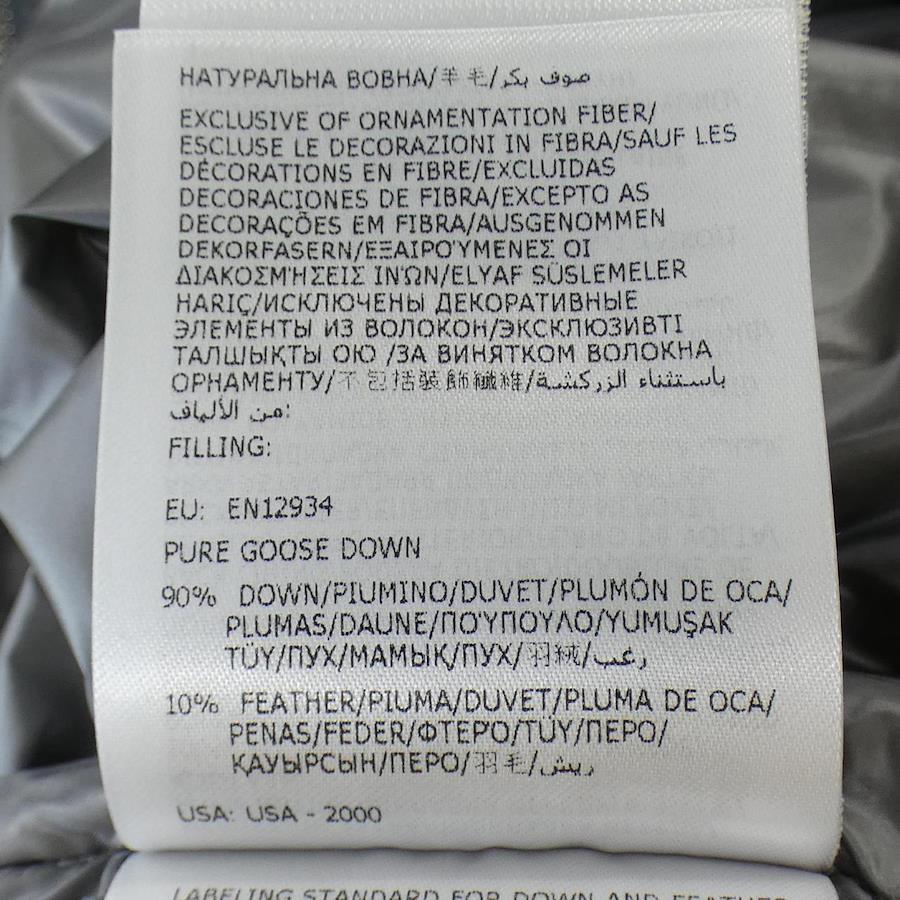 НАТУРАЛЬНА ВОВНА/羊毛/صوف بكر
EXCLUSIVE OF ORNAMENTATION FIBER/
ESCLUSE LE DECORAZIONI IN FIBRA/SAUF LES
DÉCORATIONS EN FIBRE/EXCLUIDAS
DECORACIONES DE FIBRA/EXCEPTO AS
DECORAÇÕES EM FIBRA/AUSGENOMMEN
DEKORFASERN/ΕΞΑΙΡΟΎΜΕΝΕΣ ΟΙ
ΔΙΑΚΟΣΜΉΣΕΙΣ ΙΝΏΝ/ELYAF SÜSLEMELER
HARIÇ/ИСКЛЮЧЕНЫ ДЕКОРАТИВНЫЕ
ЭЛЕМЕНТЫ ИЗ ВОЛОКОН/ЭКСКЛЮЗИВТІ
ТАЛШЫҚТЫ ОЮ /ЗА ВИНЯТКОМ ВОЛОКНА
ОРНАМЕНТУ/不包括裝飾纖維/باستثناء الزركشة
من الألياف:
FILLING:
EU: EN12934
PURE GOOSE DOWN
90% DOWN/PIUMINO/DUVET/PLUMÓN DE OCA/
PLUMAS/DAUNE/ΠΟΎΠΟΥΛΟ/YUMUŞAK
TÜY/ПУХ/МАМЫҚ/ПУХ/羽絨/زغب
10% FEATHER/PIUMA/DUVET/PLUMA DE OCA/
PENAS/FEDER/ΦΤΕΡΌ/TÜY/ПЕРО/
ҚАУЫРСЫН/ПЕРО/羽毛/ريش
USA: USA - 2000
LABELING STANDARD FOR DOWN AND FEATHER